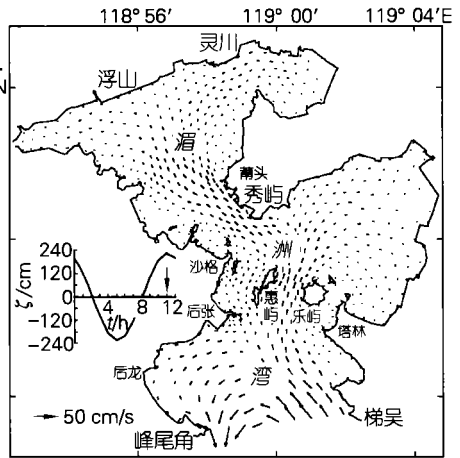 118°56′ 119°00′ 119°04′E
灵川
浮山
湄
莆头
秀屿
洲
沙格
惠屿
乐屿
后张
塔林
湾
后龙
梯吴
峰尾角
240
120
0
−120
−240
ζ/cm
t/h
4 8 12
50 cm/s